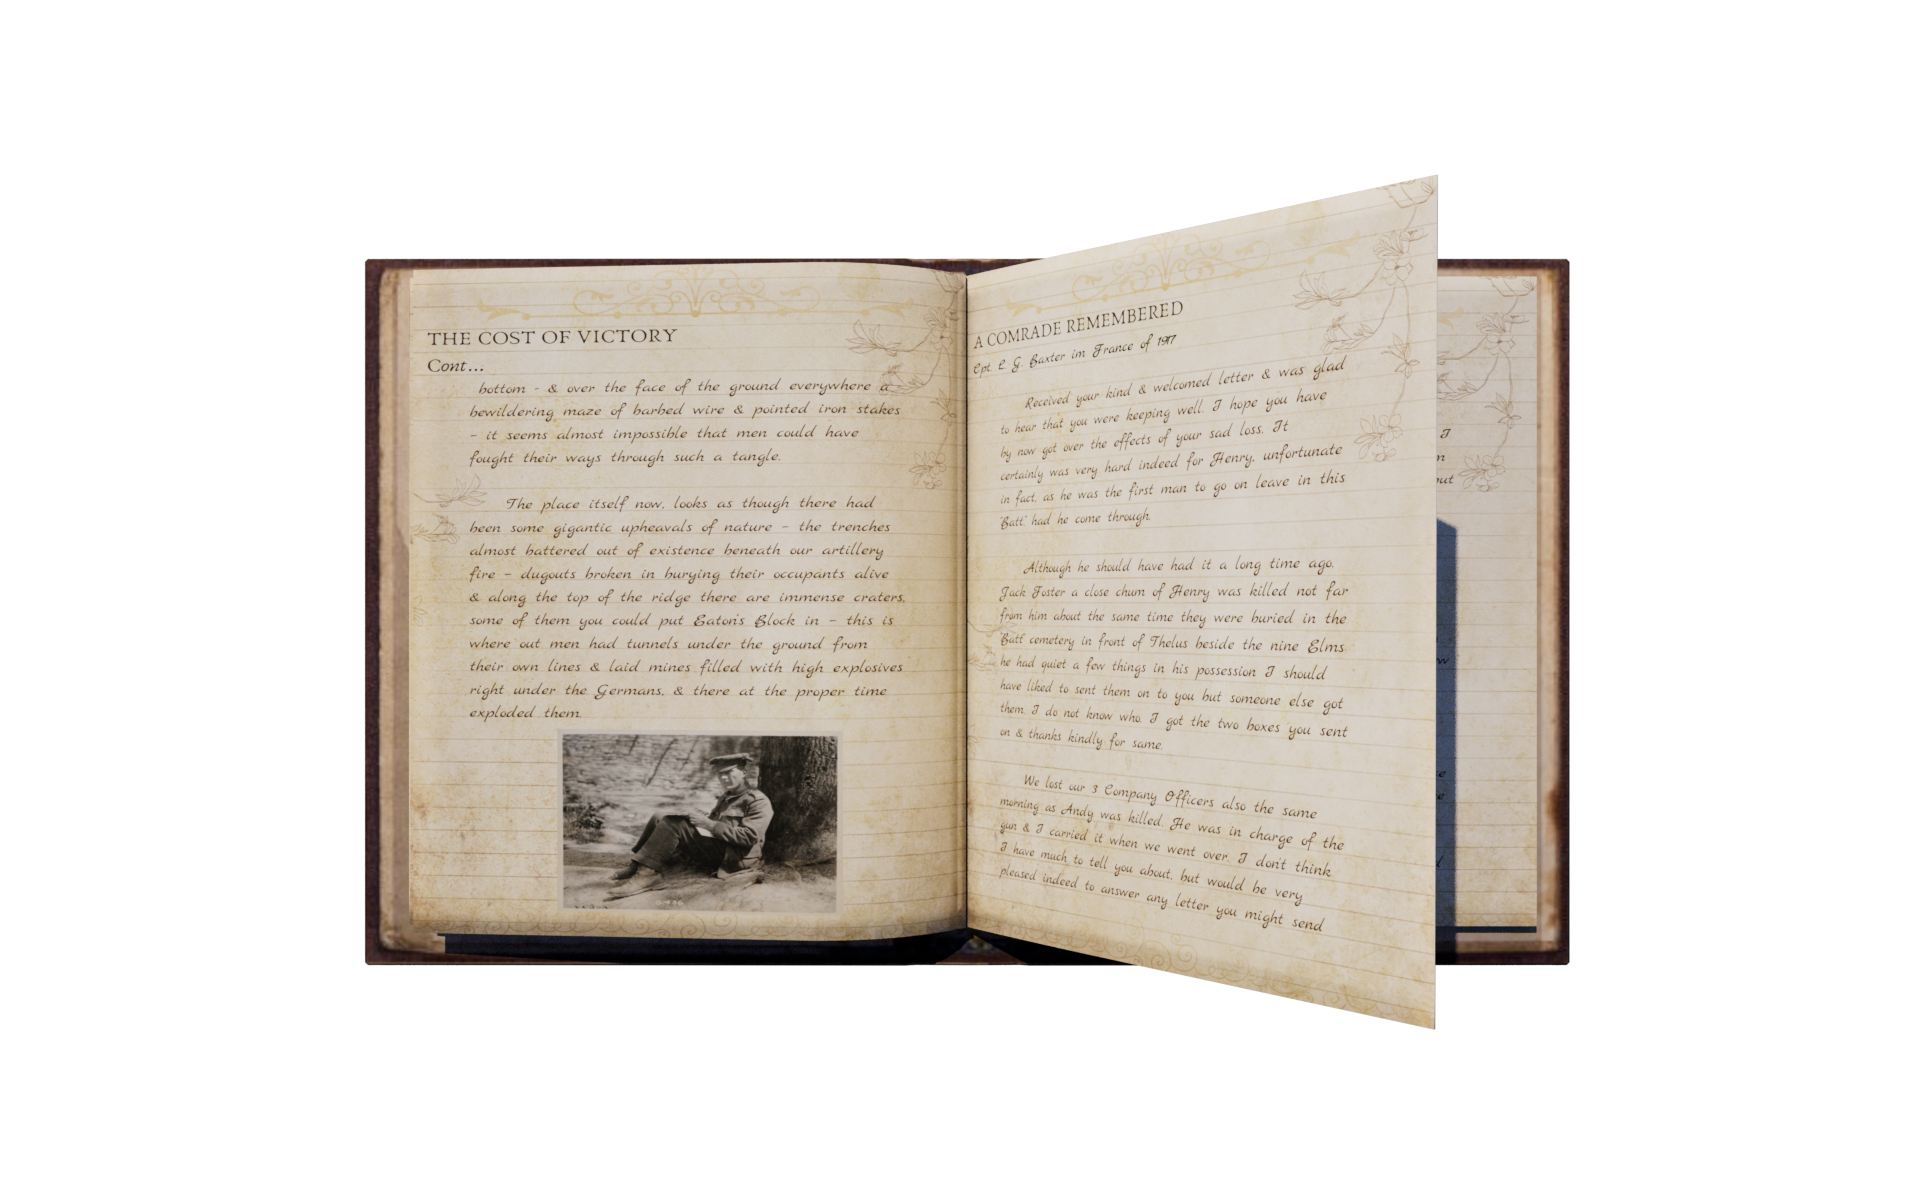 THE COST OF VICTORY
Cont...
bottom - & over the face of the ground everywhere a
bewildering maze of barbed wire & pointed iron stakes
- it seems almost impossible that men could have
fought their ways through such a tangle.
The place itself now, looks as though there had
been some gigantic upheavals of nature - the trenches
almost battered out of existence beneath our artillery
fire - dugouts broken in burying their occupants alive
& along the top of the ridge there are immense craters,
some of them you could put Eaton's Block in - this is
where out men had tunnels under the ground from
their own lines & laid mines filled with high explosives
right under the Germans, & there at the proper time
exploded them.
A COMRADE REMEMBERED
Cpt. L. G. Baxter im France of 1917
Received your kind & welcomed letter & was glad
to hear that you were keeping well. I hope you have
by now got over the effects of your sad loss. It
certainly was very hard indeed for Henry, unfortunate
in fact, as he was the first man to go on leave in this
'Batt' had he come through.
Although he should have had it a long time ago.
Jack Foster a close chum of Henry was killed not far
from him about the same time they were buried in the
'Batt' cemetery in front of Thelus beside the nine Elms
he had quiet a few things in his possession I should
have liked to sent them on to you but someone else got
them. I do not know who. I got the two boxes you sent
on & thanks kindly for same.
We lost our 3 Company Officers also the same
morning as Andy was killed. He was in charge of the
gun & I carried it when we went over. I don't think
I have much to tell you about, but would be very
pleased indeed to answer any letter you might send
I